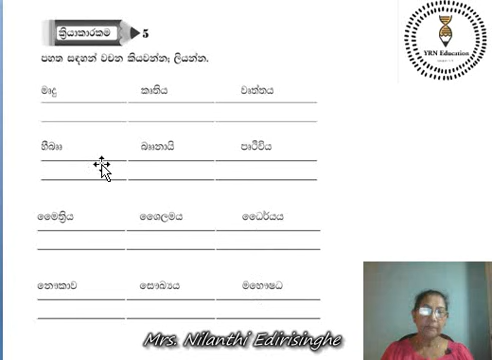 ක්‍රියාකාරකම 5
YRN Education
පහත සඳහන් වචන කියවන්න; ලියන්න.
මෘදු කෘතිය වෘත්තය
හීබෲ බෲනායි පෘථිවිය
මෛත්‍රිය ශෛලමය ධෛර්යය
නෞකාව සෞඛ්‍යය මහෞෂධ
Mrs. Nilanthi Edirisinghe